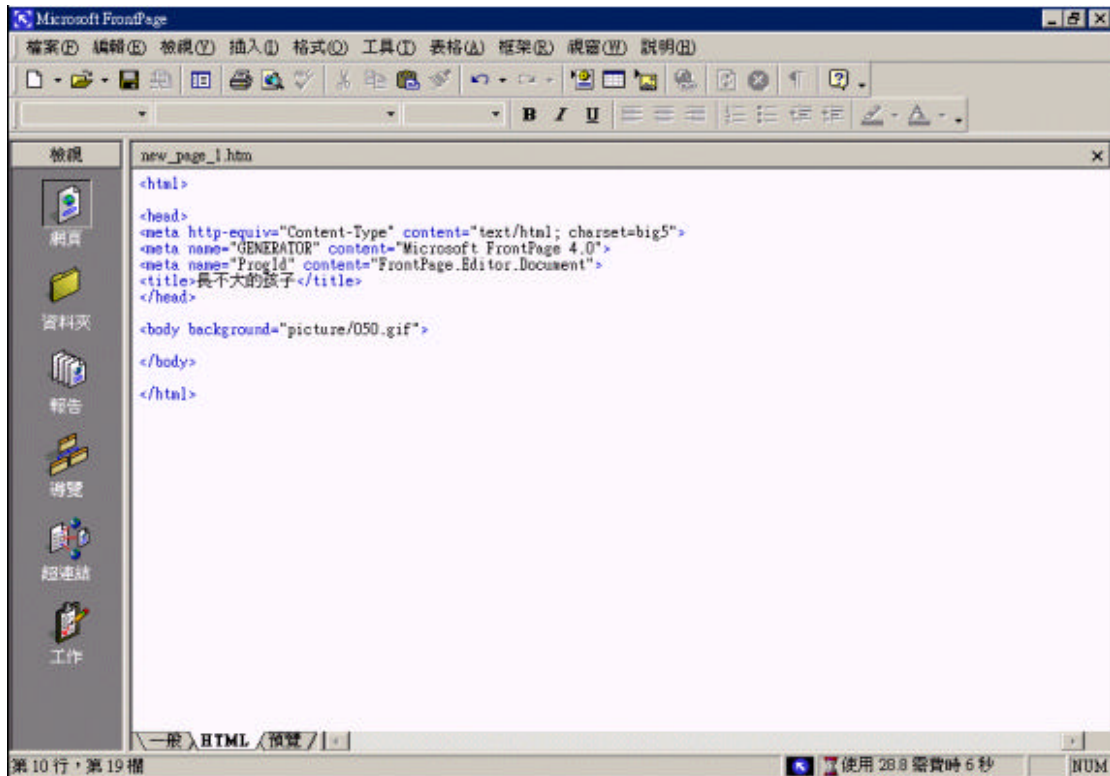 Microsoft FrontPage
檔案(F) 編輯(E) 檢視(V) 插入(I) 格式(O) 工具(T) 表格(A) 框架(R) 視窗(W) 說明(H)
B I U
檢視
new_page_1.htm
網頁
資料夾
報告
導覽
超連結
工作
<html>
<head>
<meta http-equiv="Content-Type" content="text/html; charset=big5">
<meta name="GENERATOR" content="Microsoft FrontPage 4.0">
<meta name="ProgId" content="FrontPage.Editor.Document">
<title>長不大的孩子</title>
</head>
<body background="picture/050.gif">
</body>
</html>
一般 HTML 預覽
第 10 行，第 19 欄
使用 28.8 需費時 6 秒
NUM